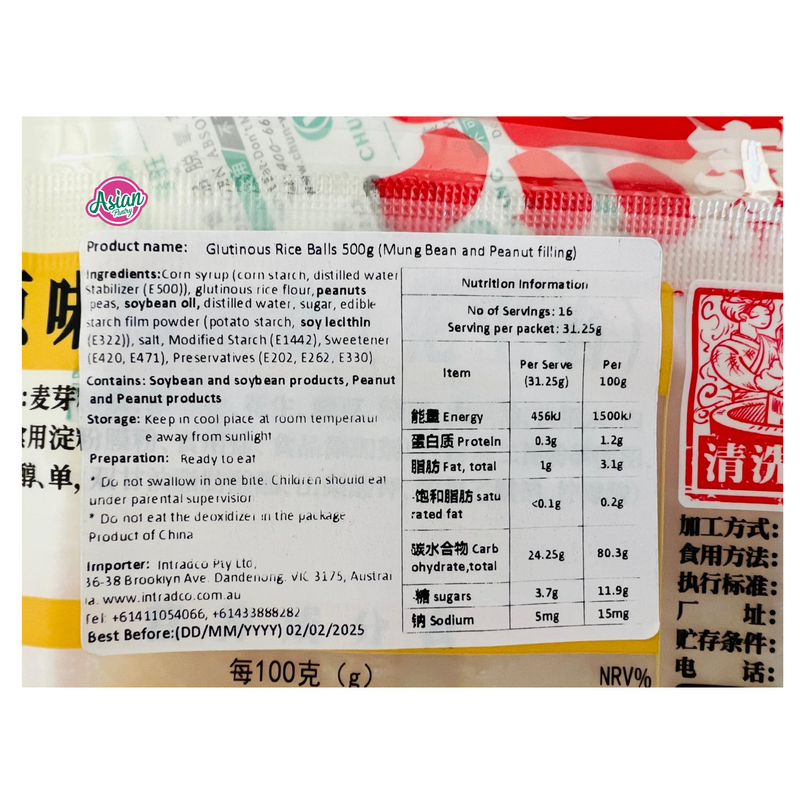 Asian
Pantry
Product name: Glutinous Rice Balls 500g (Mung Bean and Peanut filling)
Ingredients:Corn syrup (corn starch, distilled water
Stabilizer (E500)), glutinous rice flour, peanuts
peas, soybean oil, distilled water, sugar, edible
starch film powder (potato starch, soy lecithin
(E322)), salt, Modified Starch (E1442), Sweetener
(E420, E471), Preservatives (E202, E262, E330)
Contains: Soybean and soybean products, Peanut
and Peanut products
Storage: Keep in cool place at room temperatur
e away from sunlight
Preparation: Ready to eat
* Do not swallow in one bite. Children should eat
under parental supervision
* Do not eat the deoxidizer in the package
Product of China
Importer: Intradco Pty Ltd,
36-38 Brooklyn Ave. Dandenong. VIC 3175, Austral
ia. www.intradco.com.au
Tel: +61411054066, +61433888282
Best Before:(DD/MM/YYYY) 02/02/2025
Nutrition Information
No of Servings: 16
Serving per packet: 31.25g
Item Per Serve (31.25g) Per 100g
能量 Energy 456kJ 1500kJ
蛋白质 Protein 0.3g 1.2g
脂肪 Fat, total 1g 3.1g
-饱和脂肪 satu
rated fat <0.1g 0.2g
碳水合物 Carb
ohydrate,total 24.25g 80.3g
-糖 sugars 3.7g 11.9g
钠 Sodium 5mg 15mg
味
:麦芽
食用淀粉
醇、单,
清洗
加工方式:
食用方法:
执行标准:
厂 址:
贮存条件:
电 话:
每100克（g） NRV%